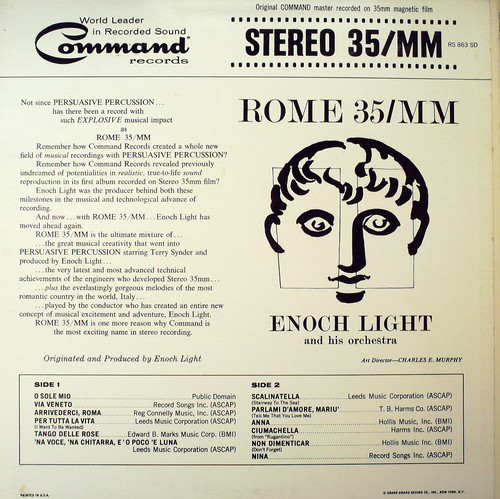 World Leader
in Recorded Sound
Command
records
Original COMMAND master recorded on 35mm magnetic film
STEREO 35/MM
RS 863 SD
Not since PERSUASIVE PERCUSSION...
has there been a record with
such EXPLOSIVE musical impact
as
ROME 35/MM
Remember how Command Records created a whole new
field of musical recordings with PERSUASIVE PERCUSSION?
Remember how Command Records revealed previously
undreamed of potentialities in realistic, true-to-life sound
reproduction in its first album recorded on Stereo 35mm film?
Enoch Light was the producer behind both these
milestones in the musical and technological advance of
recording.
And now...with ROME 35/MM...Enoch Light has
moved ahead again.
ROME 35/MM is the ultimate mixture of...
...the great musical creativity that went into
PERSUASIVE PERCUSSION starring Terry Synder and
produced by Enoch Light...
...the very latest and most advanced technical
achievements of the engineers who developed Stereo 35mm...
...plus the everlastingly gorgeous melodies of the most
romantic country in the world, Italy...
...played by the conductor who has created an entire new
concept of musical excitement and adventure, Enoch Light.
ROME 35/MM is one more reason why Command is
the most exciting name in stereo recording.
Originated and Produced by Enoch Light
ROME 35/MM
ENOCH LIGHT
and his orchestra
Art Director—CHARLES E. MURPHY
SIDE 1
O SOLE MIO Public Domain
VIA VENETO Record Songs Inc. (ASCAP)
ARRIVEDERCI, ROMA Reg Connelly Music, Inc. (ASCAP)
PER TUTTA LA VITA Leeds Music Corporation (ASCAP)
(I Want To Be Wanted)
TANGO DELLE ROSE Edward B. Marks Music Corp. (BMI)
'NA VOCE, 'NA CHITARRA, E' O POCO 'E LUNA
Leeds Music Corporation (ASCAP)
SIDE 2
SCALINATELLA Leeds Music Corporation (ASCAP)
(Stairway To The Sea)
PARLAMI D'AMORE, MARIU' T. B. Harms Co. (ASCAP)
(Tell Me That You Love Me)
ANNA Hollis Music, Inc. (BMI)
CIUMACHELLA Harms Inc. (ASCAP)
(from "Rugantino")
NON DIMENTICAR Hollis Music Inc. (BMI)
(Don't Forget)
NINA Record Songs Inc. (ASCAP)
PRINTED IN U.S.A.
© GRAND AWARD RECORD CO., INC., NEW YORK, N. Y.